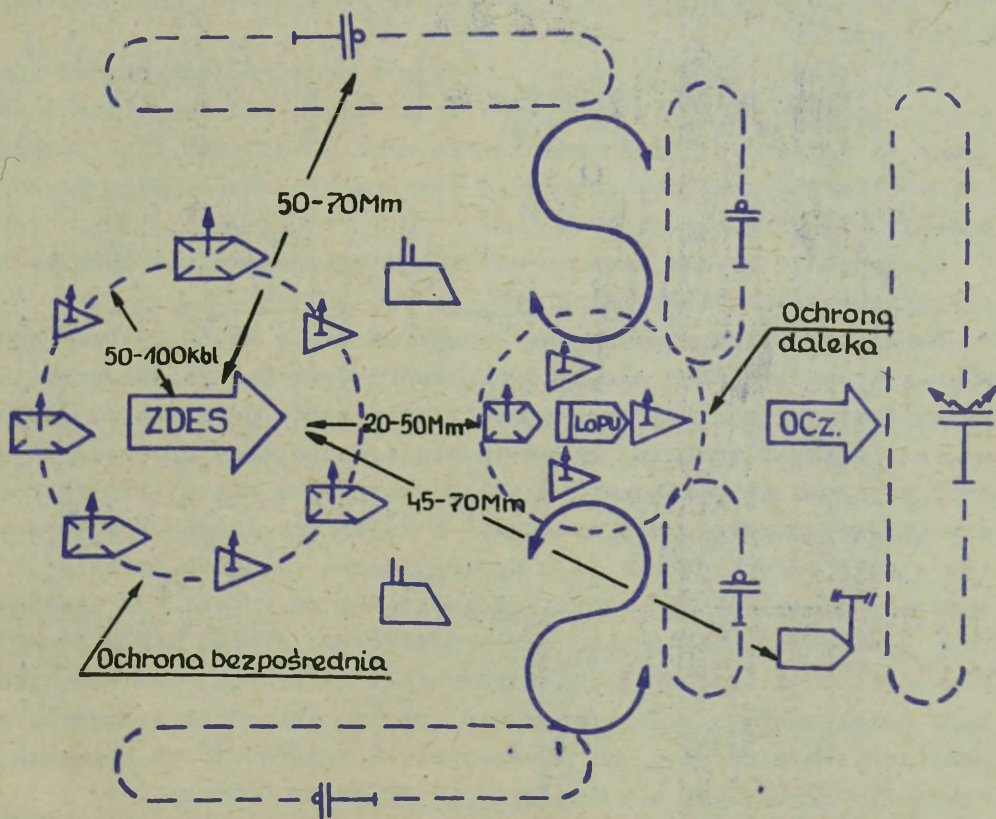 50-70Mm
50-100kbl
Ochrona
daleka
ZDES
20-50Mm
LOPU
OCz.
45-70Mm
Ochrona bezpośrednia